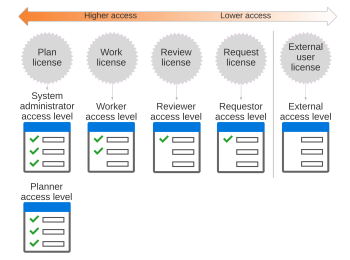 Higher access
Lower access
Plan
license
Work
license
Review
license
Request
license
External
user
license
System
administrator
access level
Worker
access level
Reviewer
access level
Requestor
access level
External
access level
Planner
access level